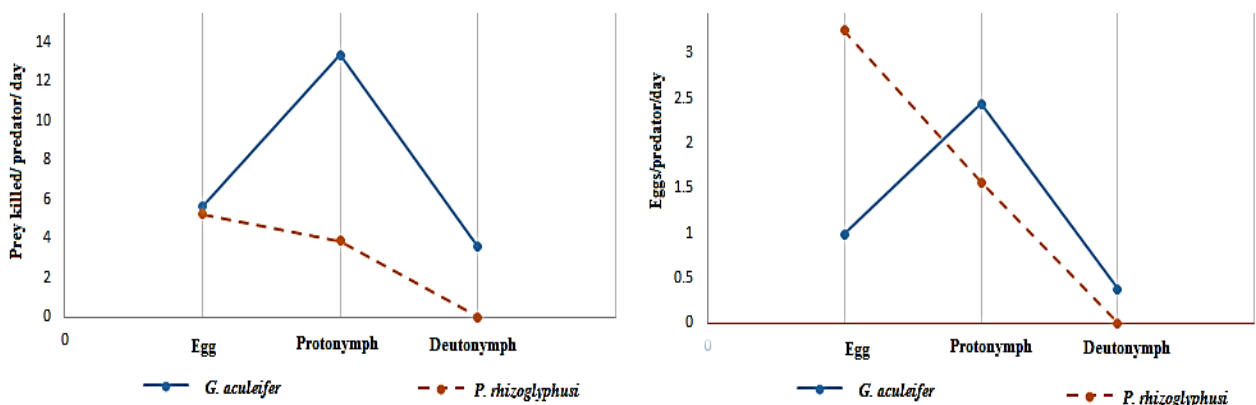 Prey killed/ predator/ day
14
12
10
8
6
4
2
0
0
Egg
Protonymph
Deutonymph
G. aculeifer
P. rhizoglyphusi
Eggs/predator/day
3
2.5
2
1.5
1
0.5
0
0
Egg
Protonymph
Deutonymph
G. aculeifer
P. rhizoglyphusi